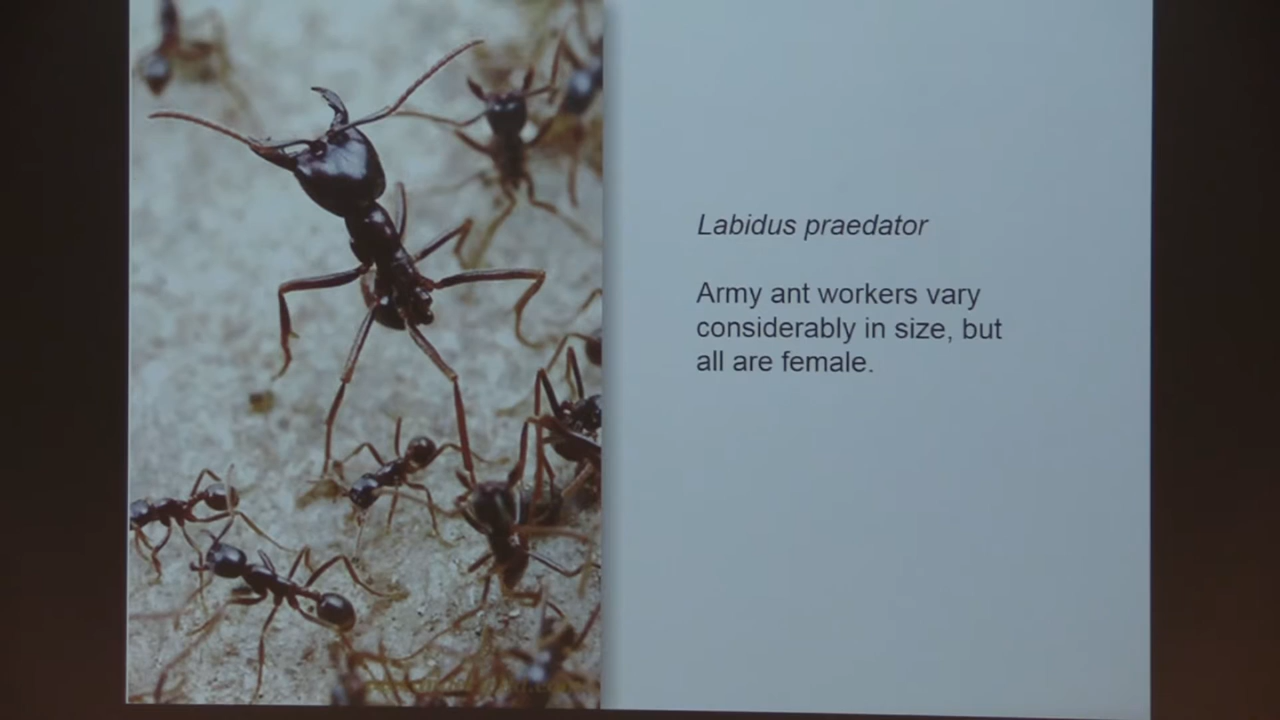 Labidus praedator
Army ant workers vary
considerably in size, but
all are female.